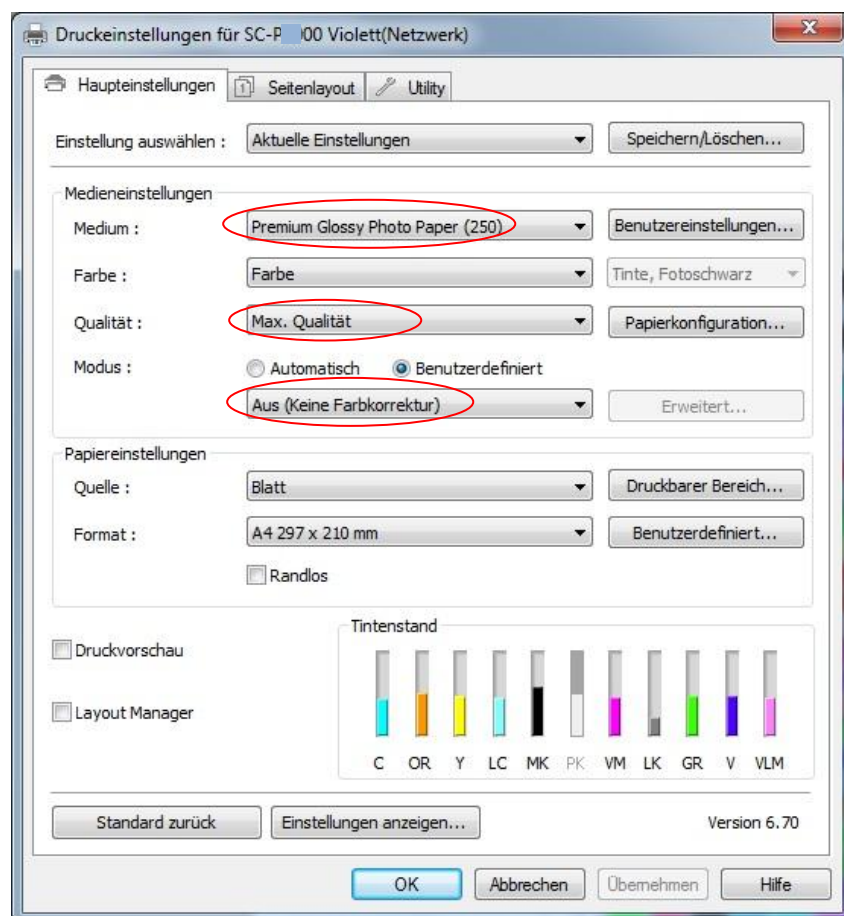 Druckeinstellungen für SC-P 00 Violett(Netzwerk)
Haupteinstellungen 1 Seitenlayout Utility
Einstellung auswählen : Aktuelle Einstellungen Speichern/Löschen...
Medieneinstellungen
Medium : Premium Glossy Photo Paper (250) Benutzereinstellungen...
Farbe : Farbe Tinte, Fotoschwarz
Qualität : Max. Qualität Papierkonfiguration...
Modus : Automatisch Benutzerdefiniert
Aus (Keine Farbkorrektur) Erweitert...
Papiereinstellungen
Quelle : Blatt Druckbarer Bereich...
Format : A4 297 x 210 mm Benutzerdefiniert...
Randlos
Druckvorschau
Layout Manager
Tintenstand
C OR Y LC MK PK VM LK GR V VLM
Standard zurück Einstellungen anzeigen... Version 6.70
OK Abbrechen Übernehmen Hilfe